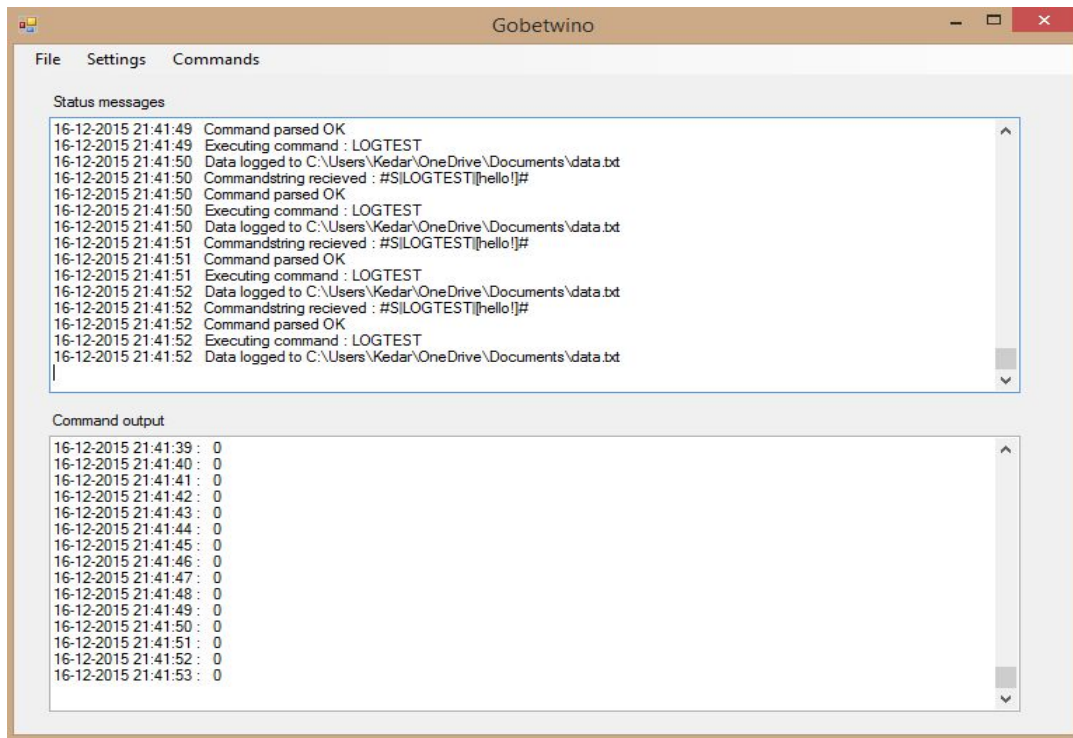 Gobetwino
File Settings Commands
Status messages
16-12-2015 21:41:49 Command parsed OK
16-12-2015 21:41:49 Executing command : LOGTEST
16-12-2015 21:41:50 Data logged to C:\Users\Kedar\OneDrive\Documents\data.txt
16-12-2015 21:41:50 Commandstring recieved : #S|LOGTEST|[hello!]#
16-12-2015 21:41:50 Command parsed OK
16-12-2015 21:41:50 Executing command : LOGTEST
16-12-2015 21:41:50 Data logged to C:\Users\Kedar\OneDrive\Documents\data.txt
16-12-2015 21:41:51 Commandstring recieved : #S|LOGTEST|[hello!]#
16-12-2015 21:41:51 Command parsed OK
16-12-2015 21:41:51 Executing command : LOGTEST
16-12-2015 21:41:52 Data logged to C:\Users\Kedar\OneDrive\Documents\data.txt
16-12-2015 21:41:52 Commandstring recieved : #S|LOGTEST|[hello!]#
16-12-2015 21:41:52 Command parsed OK
16-12-2015 21:41:52 Executing command : LOGTEST
16-12-2015 21:41:52 Data logged to C:\Users\Kedar\OneDrive\Documents\data.txt
Command output
16-12-2015 21:41:39 : 0
16-12-2015 21:41:40 : 0
16-12-2015 21:41:41 : 0
16-12-2015 21:41:42 : 0
16-12-2015 21:41:43 : 0
16-12-2015 21:41:44 : 0
16-12-2015 21:41:45 : 0
16-12-2015 21:41:46 : 0
16-12-2015 21:41:47 : 0
16-12-2015 21:41:48 : 0
16-12-2015 21:41:49 : 0
16-12-2015 21:41:50 : 0
16-12-2015 21:41:51 : 0
16-12-2015 21:41:52 : 0
16-12-2015 21:41:53 : 0